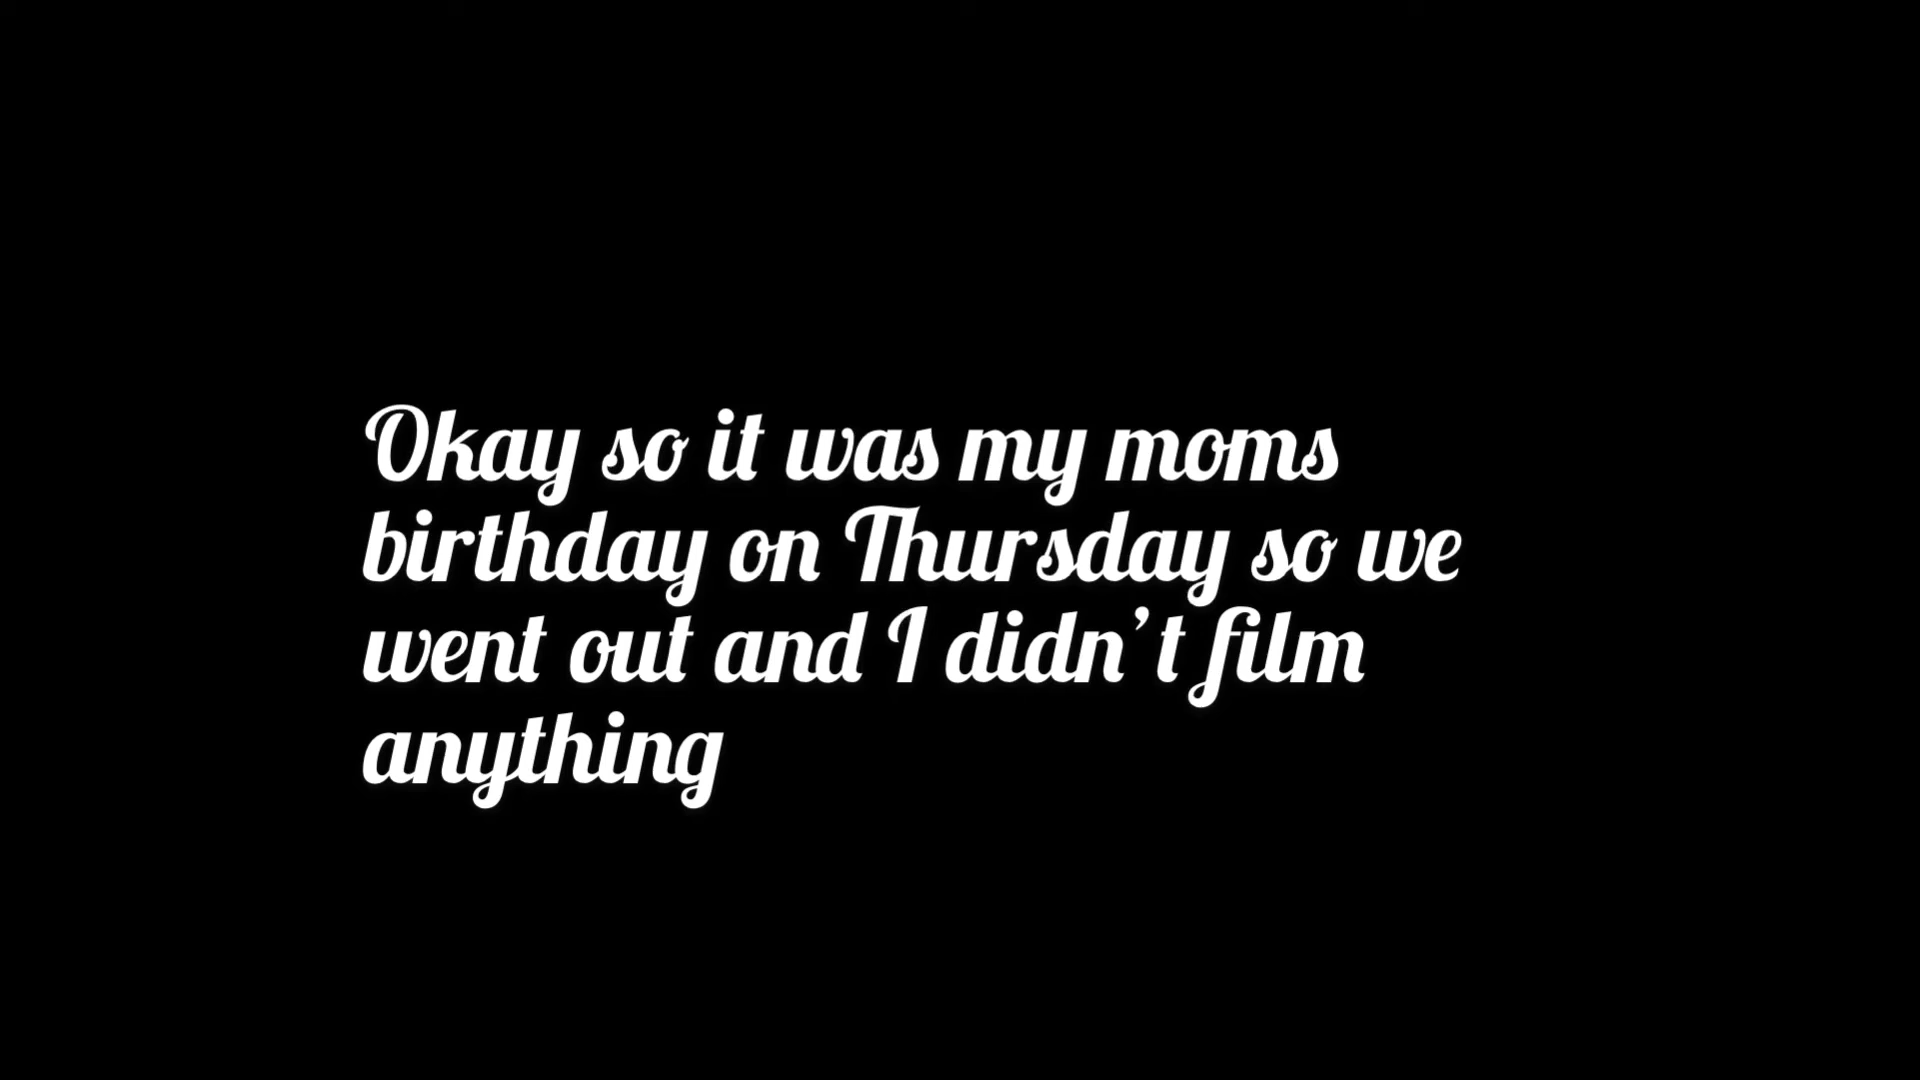 Okay so it was my moms
birthday on Thursday so we
went out and I didn’t film
anything